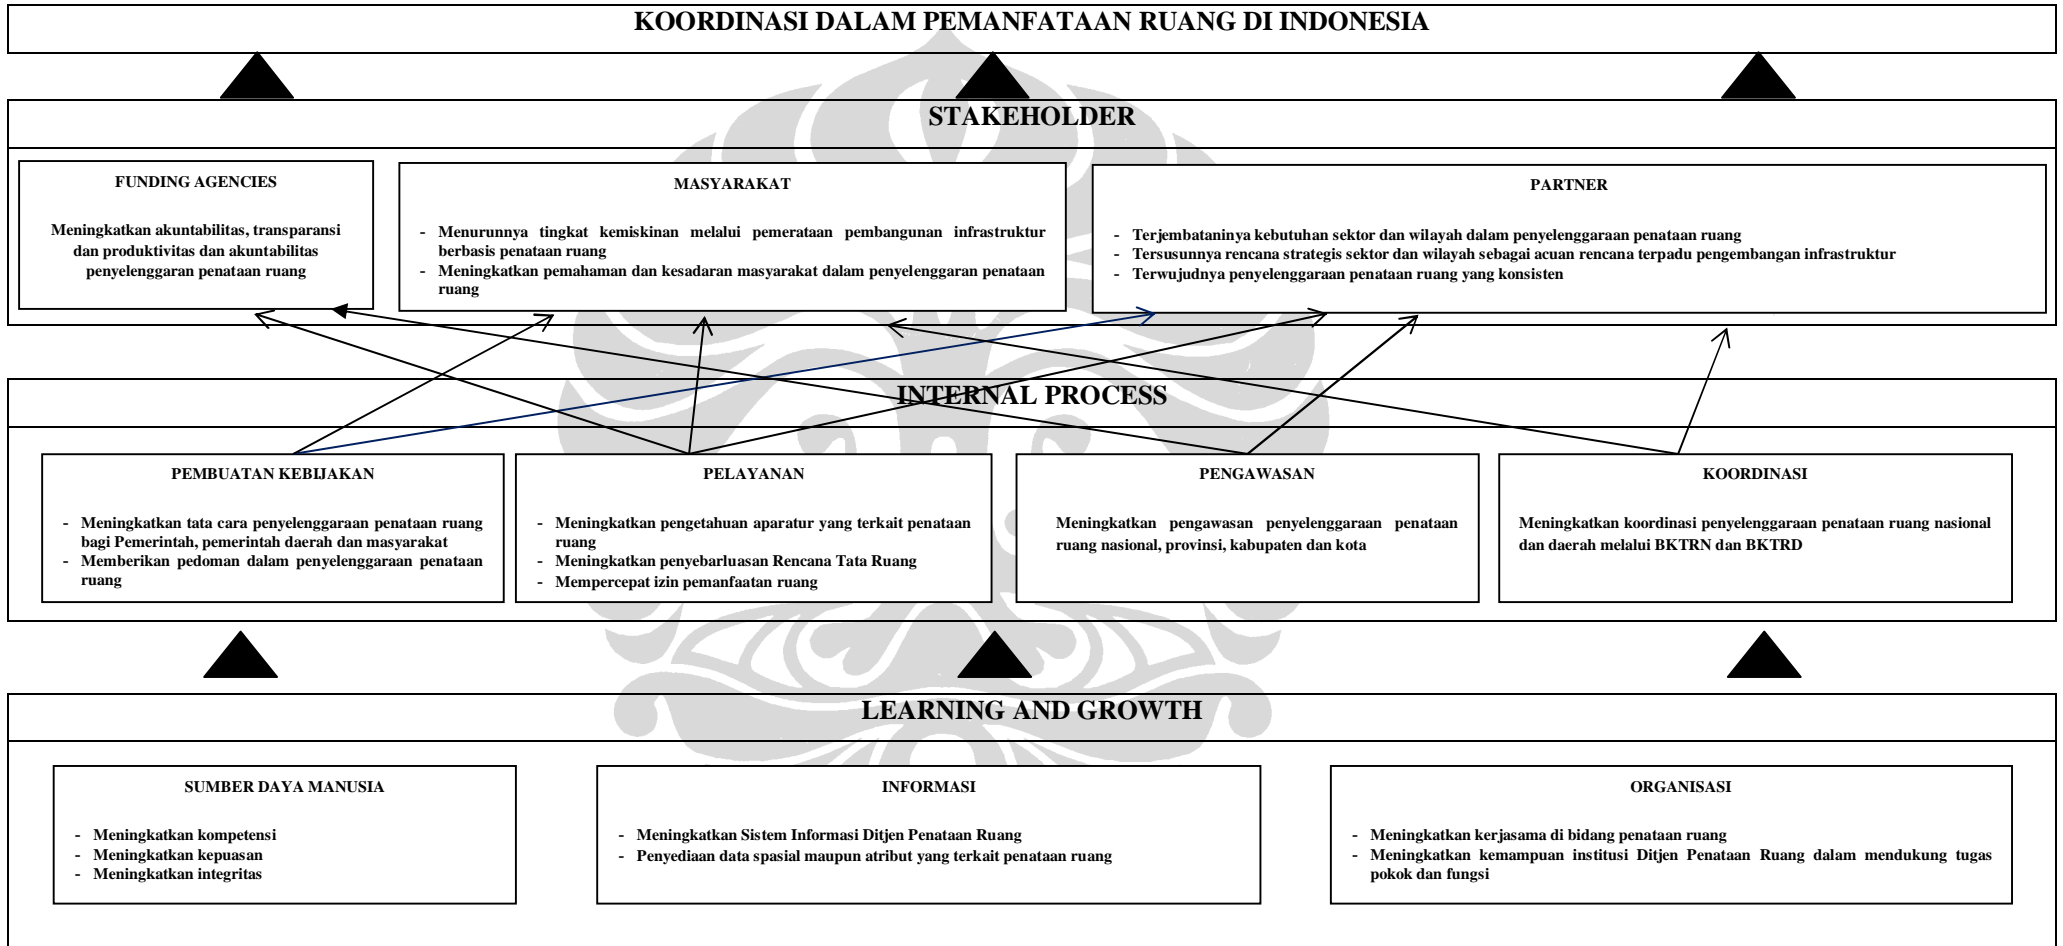 KOORDINASI DALAM PEMANFATAAN RUANG DI INDONESIA
STAKEHOLDER
FUNDING AGENCIES
Meningkatkan akuntabilitas, transparansi
dan produktivitas dan akuntabilitas
penyelenggaran penataan ruang
MASYARAKAT
- Menurunnya tingkat kemiskinan melalui pemerataan pembangunan infrastruktur
berbasis penataan ruang
- Meningkatkan pemahaman dan kesadaran masyarakat dalam penyelenggaran penataan
ruang
PARTNER
- Terjembataninya kebutuhan sektor dan wilayah dalam penyelenggaraan penataan ruang
- Tersusunnya rencana strategis sektor dan wilayah sebagai acuan rencana terpadu pengembangan infrastruktur
- Terwujudnya penyelenggaraan penataan ruang yang konsisten
INTERNAL PROCESS
PEMBUATAN KEBIJAKAN
- Meningkatkan tata cara penyelenggaraan penataan ruang
bagi Pemerintah, pemerintah daerah dan masyarakat
- Memberikan pedoman dalam penyelenggaraan penataan
ruang
PELAYANAN
- Meningkatkan pengetahuan aparatur yang terkait penataan
ruang
- Meningkatkan penyebarluasan Rencana Tata Ruang
- Mempercepat izin pemanfaatan ruang
PENGAWASAN
Meningkatkan pengawasan penyelenggaraan penataan
ruang nasional, provinsi, kabupaten dan kota
KOORDINASI
Meningkatkan koordinasi penyelenggaraan penataan ruang nasional
dan daerah melalui BKTRN dan BKTRD
LEARNING AND GROWTH
SUMBER DAYA MANUSIA
- Meningkatkan kompetensi
- Meningkatkan kepuasan
- Meningkatkan integritas
INFORMASI
- Meningkatkan Sistem Informasi Ditjen Penataan Ruang
- Penyediaan data spasial maupun atribut yang terkait penataan ruang
ORGANISASI
- Meningkatkan kerjasama di bidang penataan ruang
- Meningkatkan kemampuan institusi Ditjen Penataan Ruang dalam mendukung tugas
pokok dan fungsi